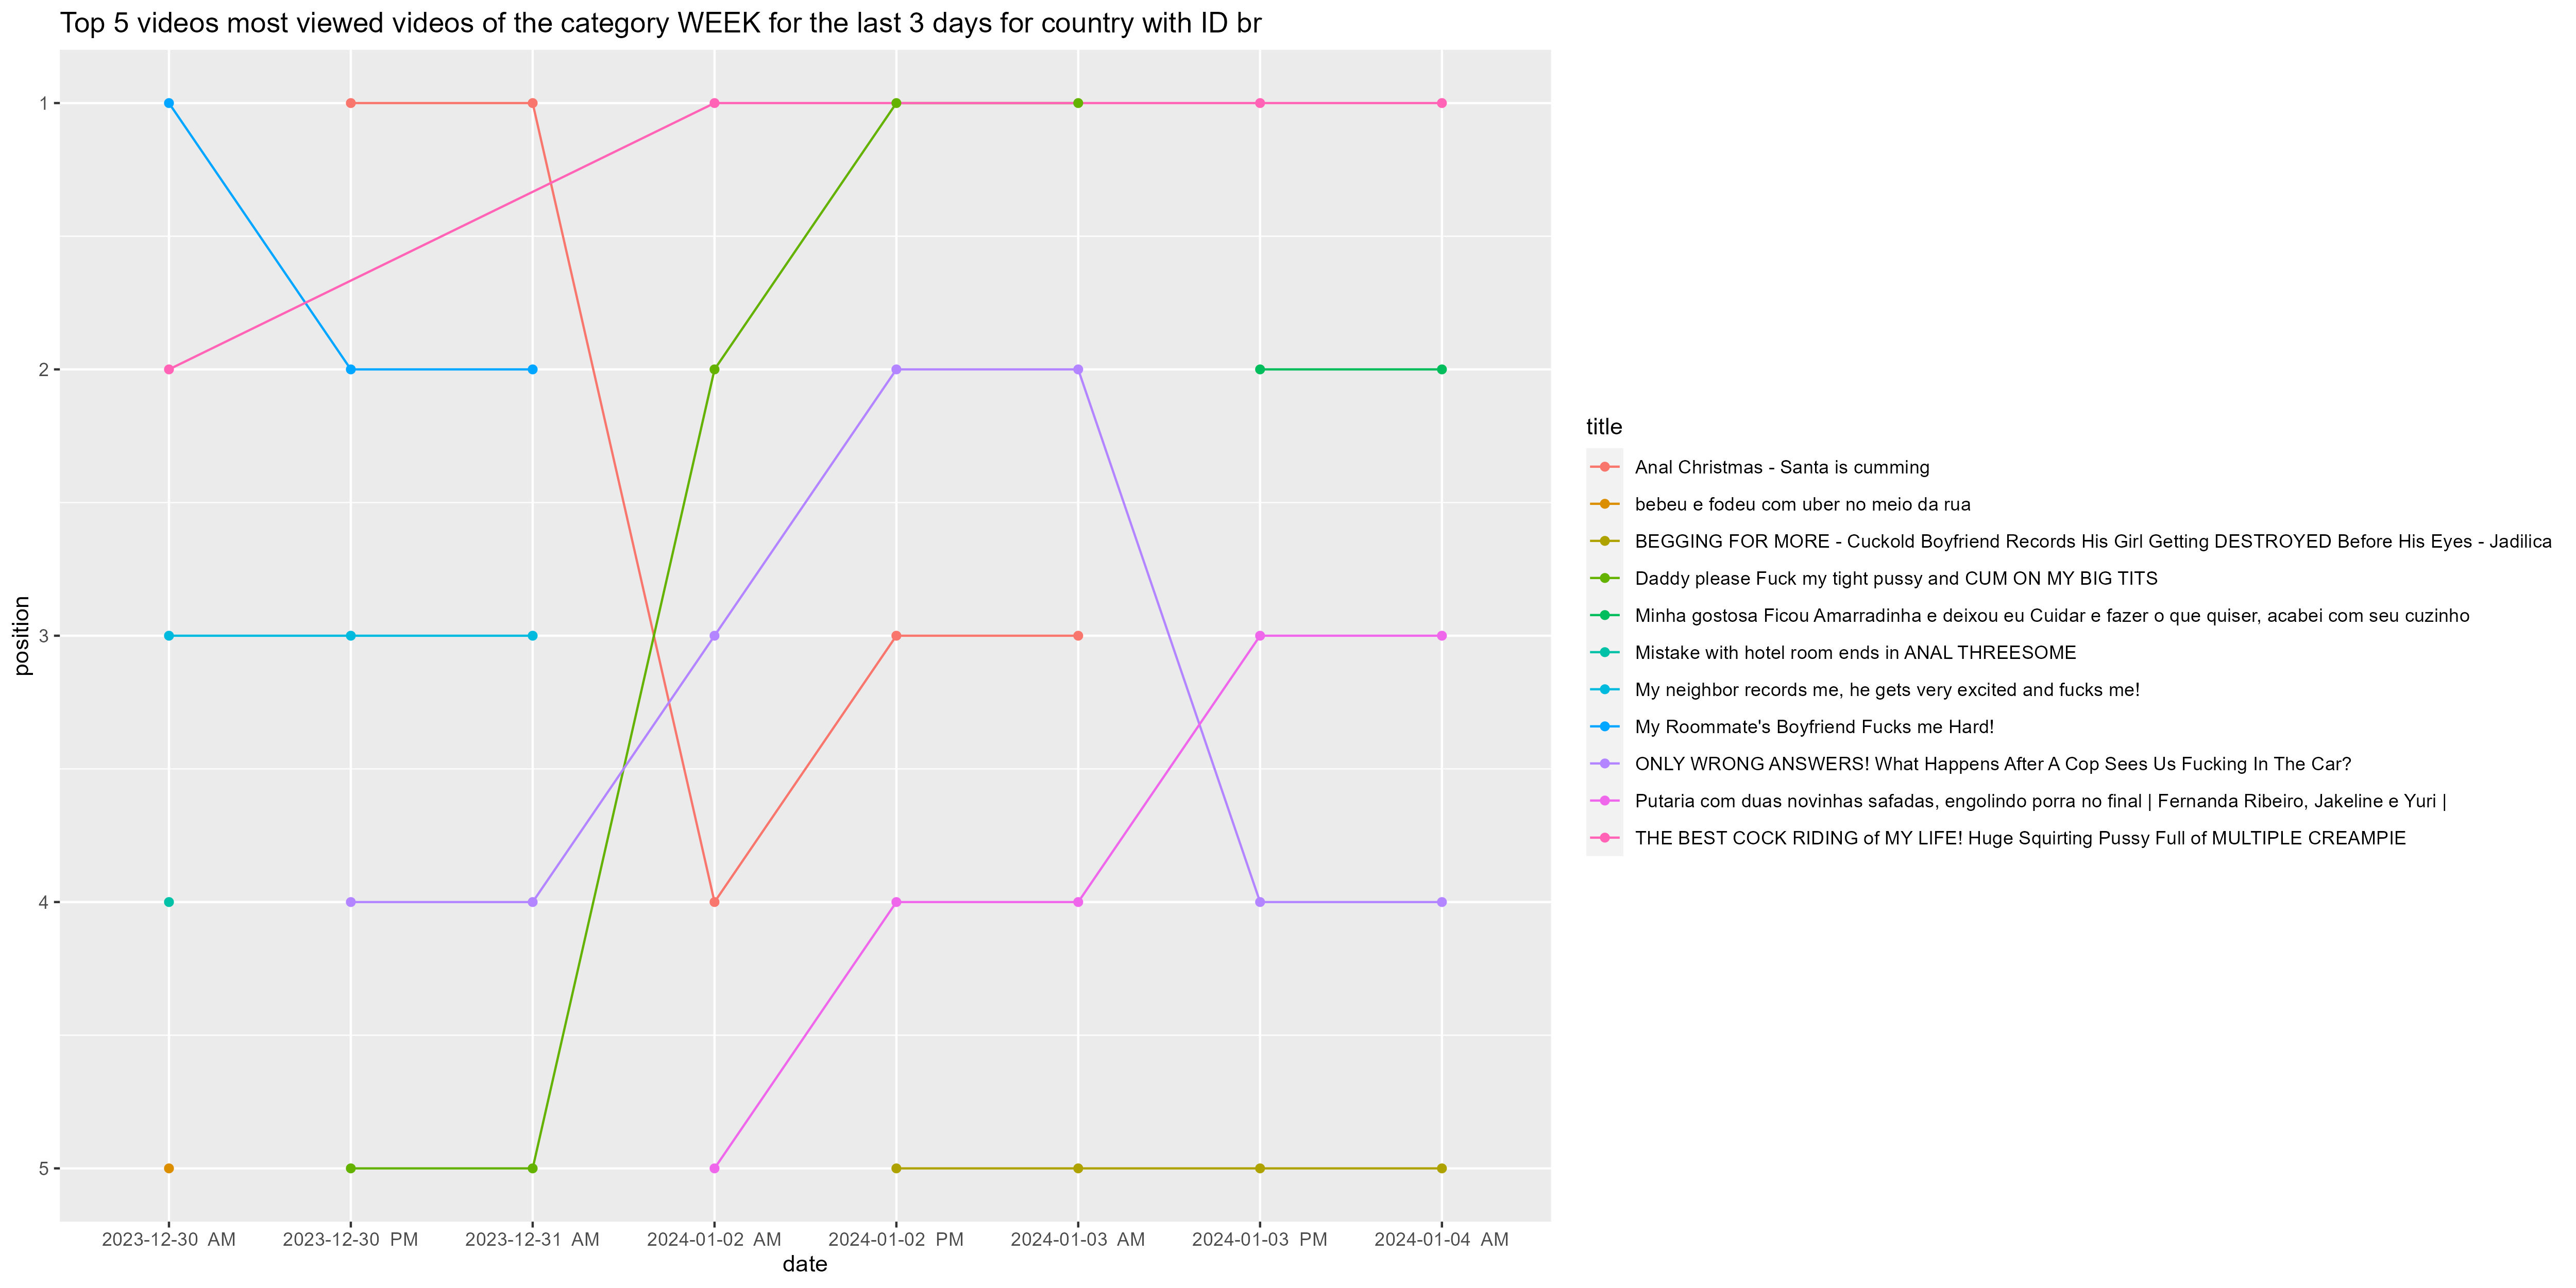 Top 5 videos most viewed videos of the category WEEK for the last 3 days for country with ID br
position
1
2
3
4
5
2023-12-30 AM
2023-12-30 PM
2023-12-31 AM
2024-01-02 AM
2024-01-02 PM
2024-01-03 AM
2024-01-03 PM
2024-01-04 AM
date
title
Anal Christmas - Santa is cumming
bebeu e fodeu com uber no meio da rua
BEGGING FOR MORE - Cuckold Boyfriend Records His Girl Getting DESTROYED Before His Eyes - Jadilica
Daddy please Fuck my tight pussy and CUM ON MY BIG TITS
Minha gostosa Ficou Amarradinha e deixou eu Cuidar e fazer o que quiser, acabei com seu cuzinho
Mistake with hotel room ends in ANAL THREESOME
My neighbor records me, he gets very excited and fucks me!
My Roommate's Boyfriend Fucks me Hard!
ONLY WRONG ANSWERS! What Happens After A Cop Sees Us Fucking In The Car?
Putaria com duas novinhas safadas, engolindo porra no final | Fernanda Ribeiro, Jakeline e Yuri |
THE BEST COCK RIDING of MY LIFE! Huge Squirting Pussy Full of MULTIPLE CREAMPIE